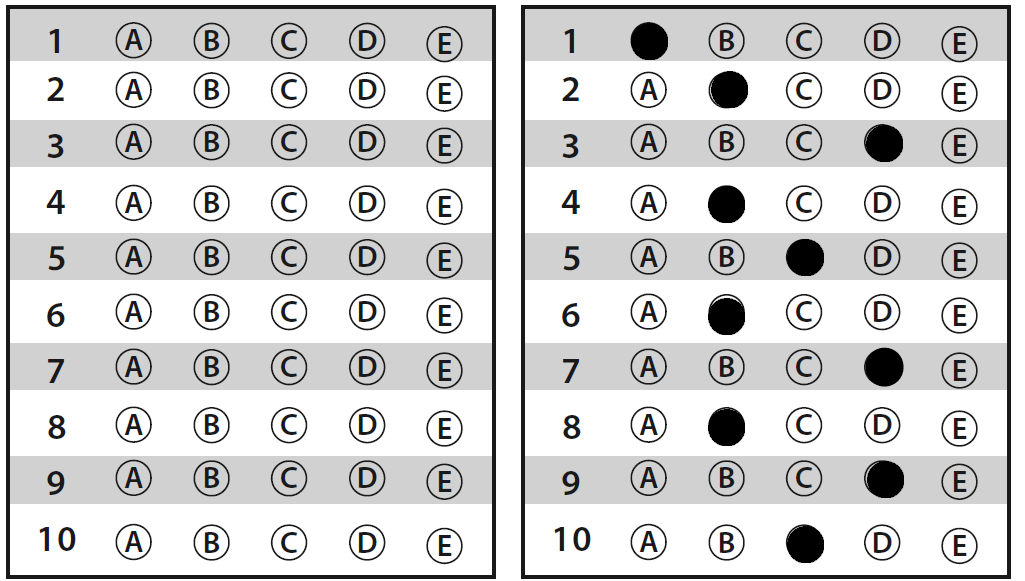 1 A B C D E
2 A B C D E
3 A B C D E
4 A B C D E
5 A B C D E
6 A B C D E
7 A B C D E
8 A B C D E
9 A B C D E
10 A B C D E
1 B C D E
2 A C D E
3 A B C E
4 A C D E
5 A B D E
6 A C D E
7 A B C E
8 A C D E
9 A B C E
10 A B D E